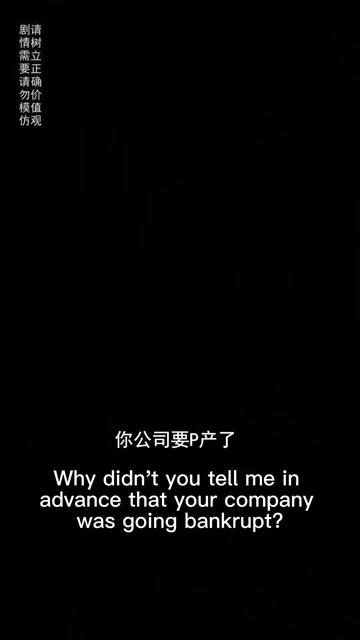 请树立正确价值观
剧情需要请勿模仿
你公司要P产了
Why didn't you tell me in
advance that your company
was going bankrupt?